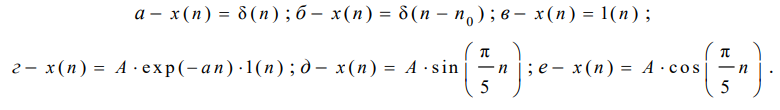 а – x(n) = δ(n) ; б – x(n) = δ(n – n₀) ; в – x(n) = 1(n) ;
г – x(n) = A · exp(–an) · 1(n) ; д – x(n) = A · sin(π/5 n) ; е – x(n) = A · cos(π/5 n) .